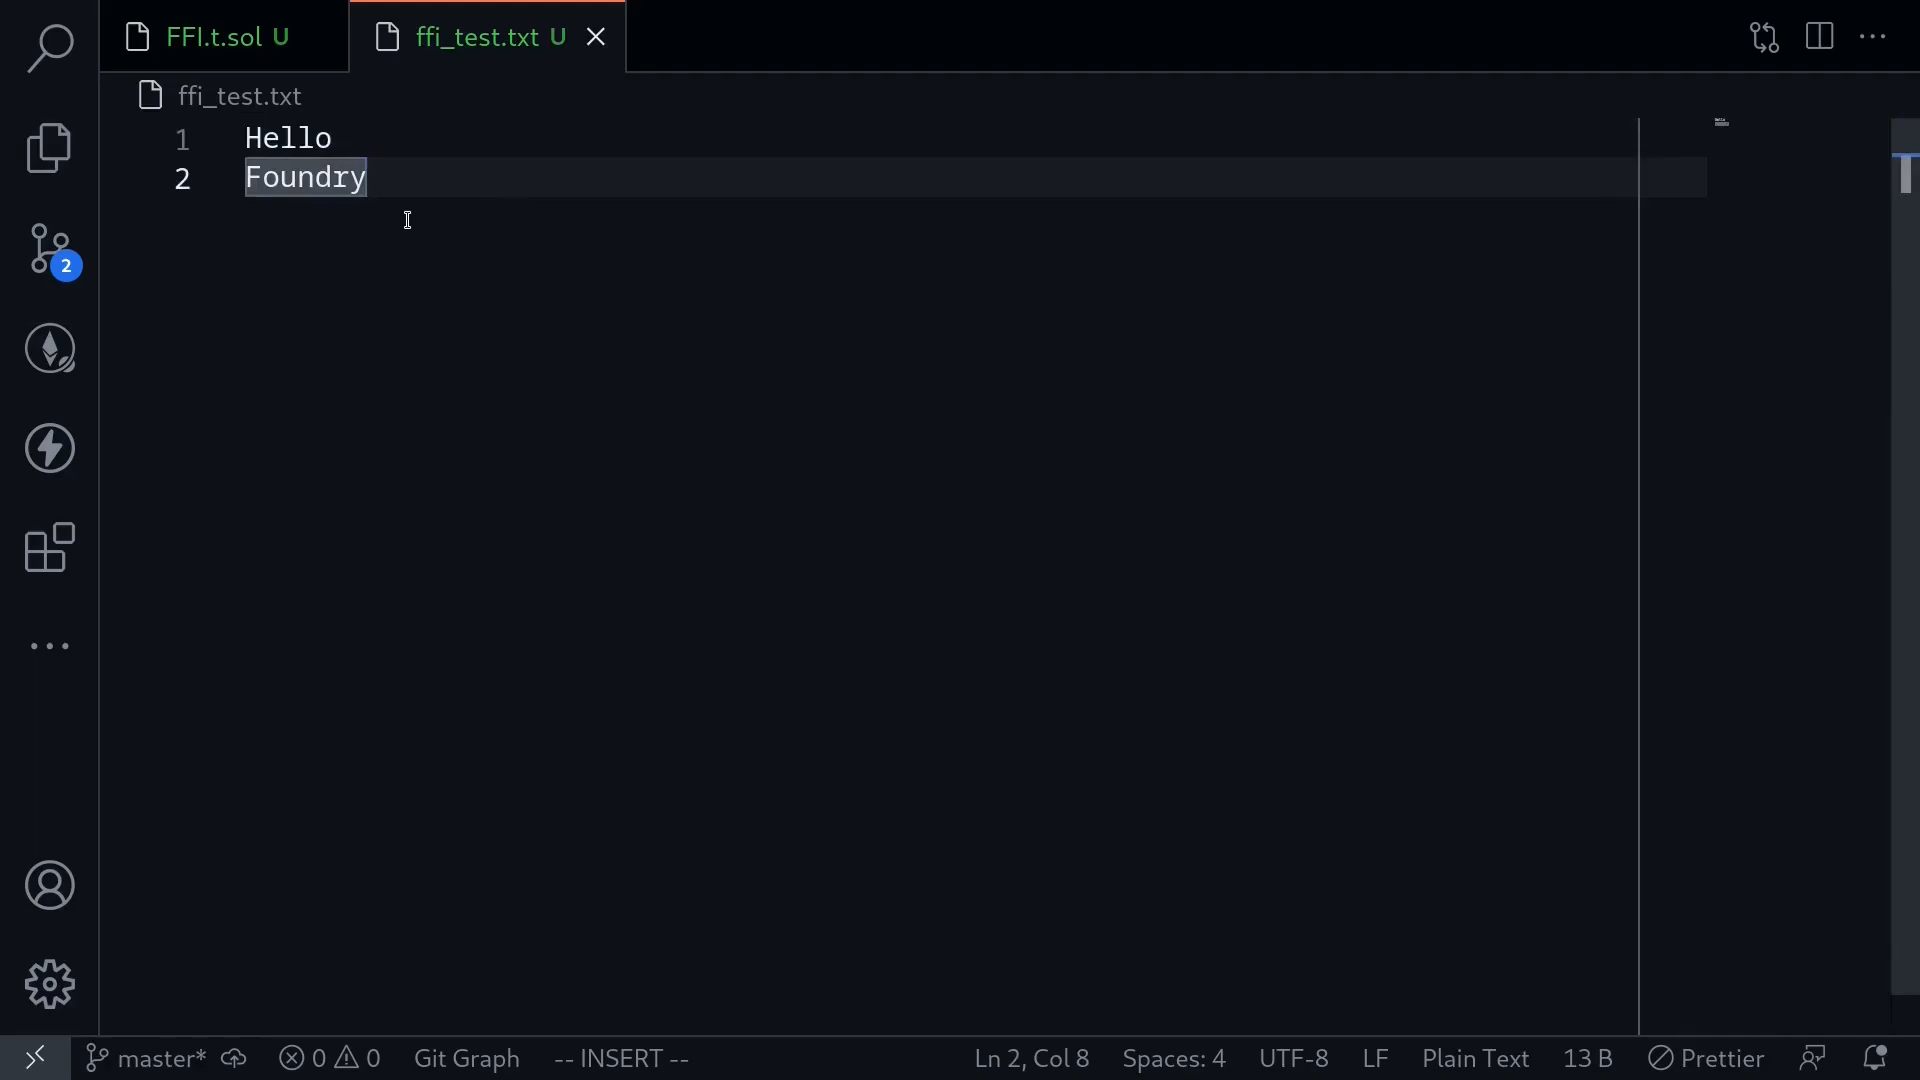 FFI.t.sol U
ffi_test.txt U
ffi_test.txt
1 Hello
2 Foundry
2
master* 0 0 Git Graph -- INSERT -- Ln 2, Col 8 Spaces: 4 UTF-8 LF Plain Text 13 B Prettier